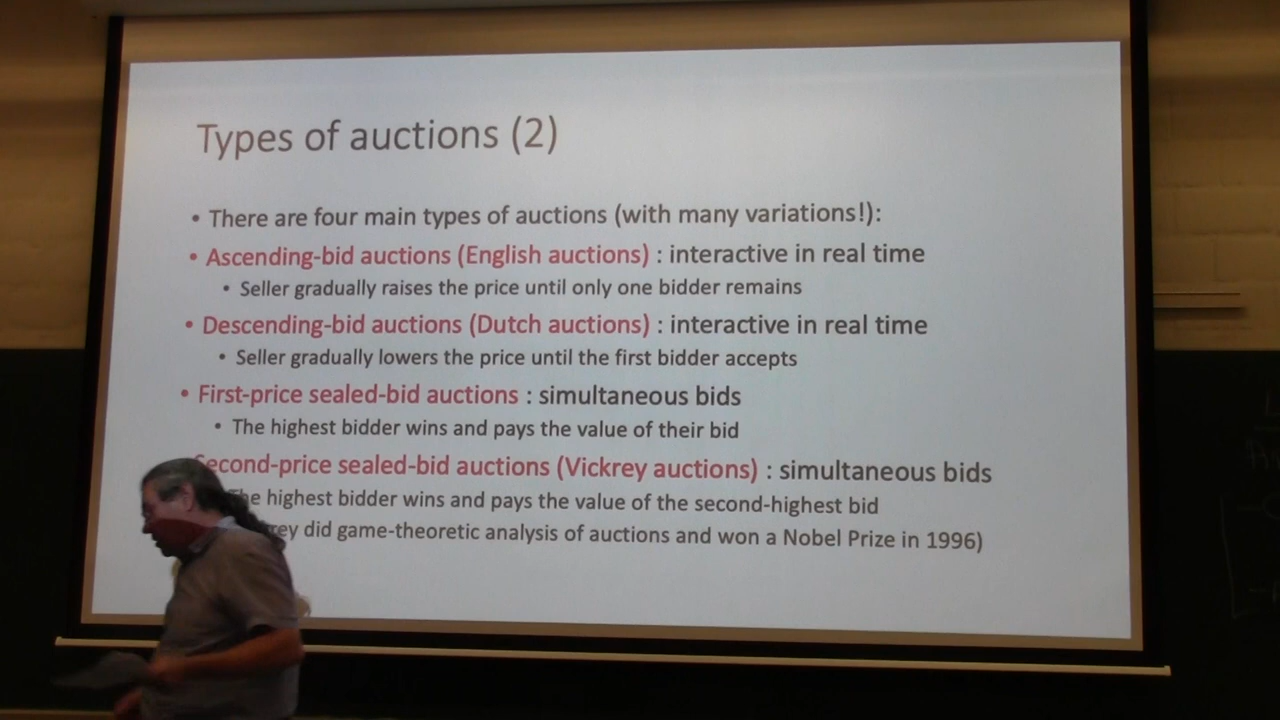 Types of auctions (2)
• There are four main types of auctions (with many variations!):
• Ascending-bid auctions (English auctions) : interactive in real time
• Seller gradually raises the price until only one bidder remains
• Descending-bid auctions (Dutch auctions) : interactive in real time
• Seller gradually lowers the price until the first bidder accepts
• First-price sealed-bid auctions : simultaneous bids
• The highest bidder wins and pays the value of their bid
Second-price sealed-bid auctions (Vickrey auctions) : simultaneous bids
The highest bidder wins and pays the value of the second-highest bid
rey did game-theoretic analysis of auctions and won a Nobel Prize in 1996)